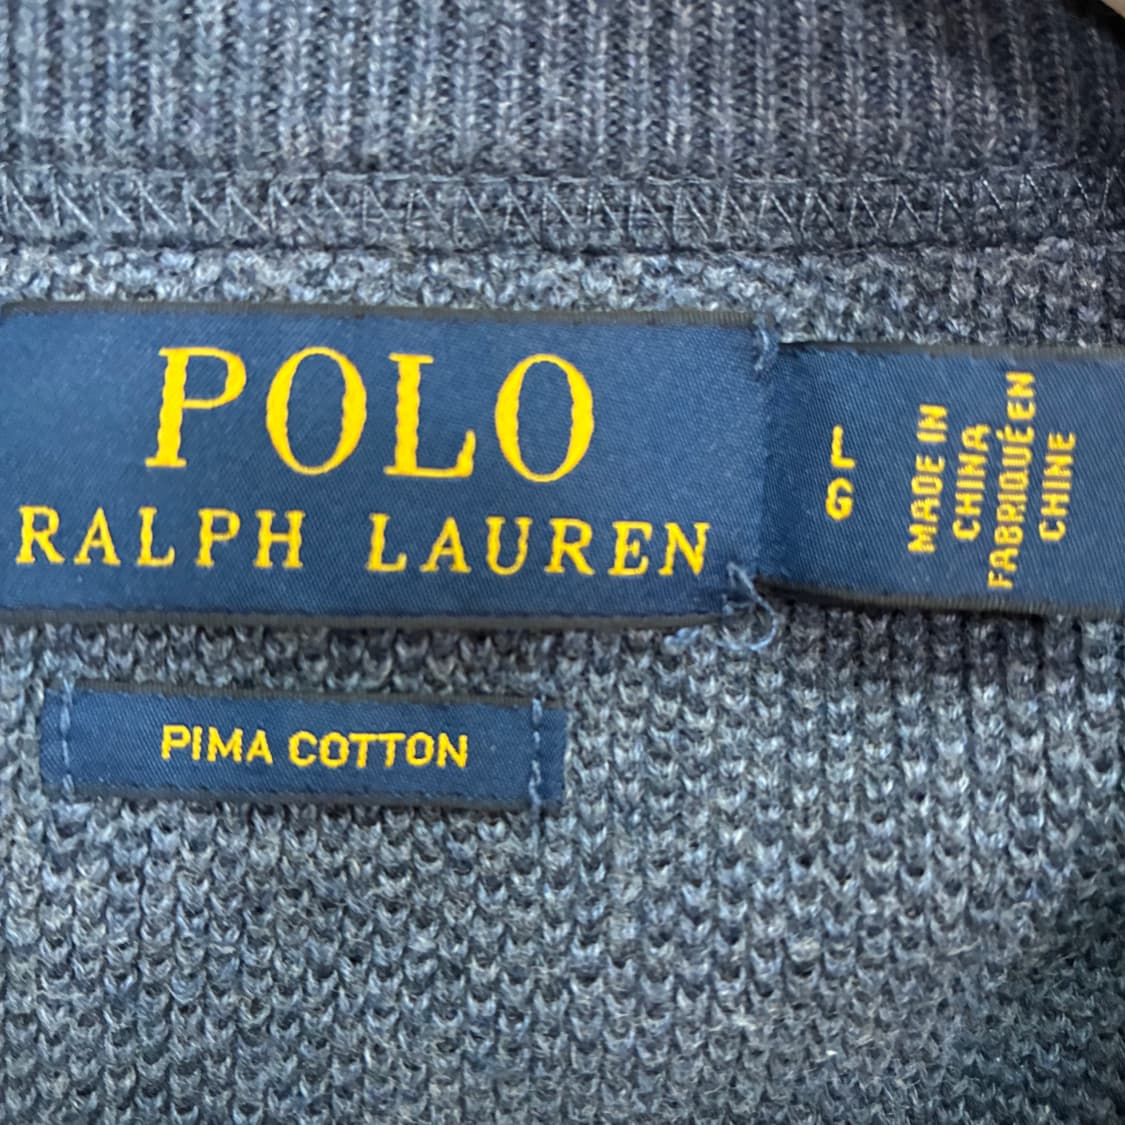 POLO
RALPH LAUREN
L
G
MADE IN
CHINA
FABRIQUÉ EN
CHINE
PIMA COTTON